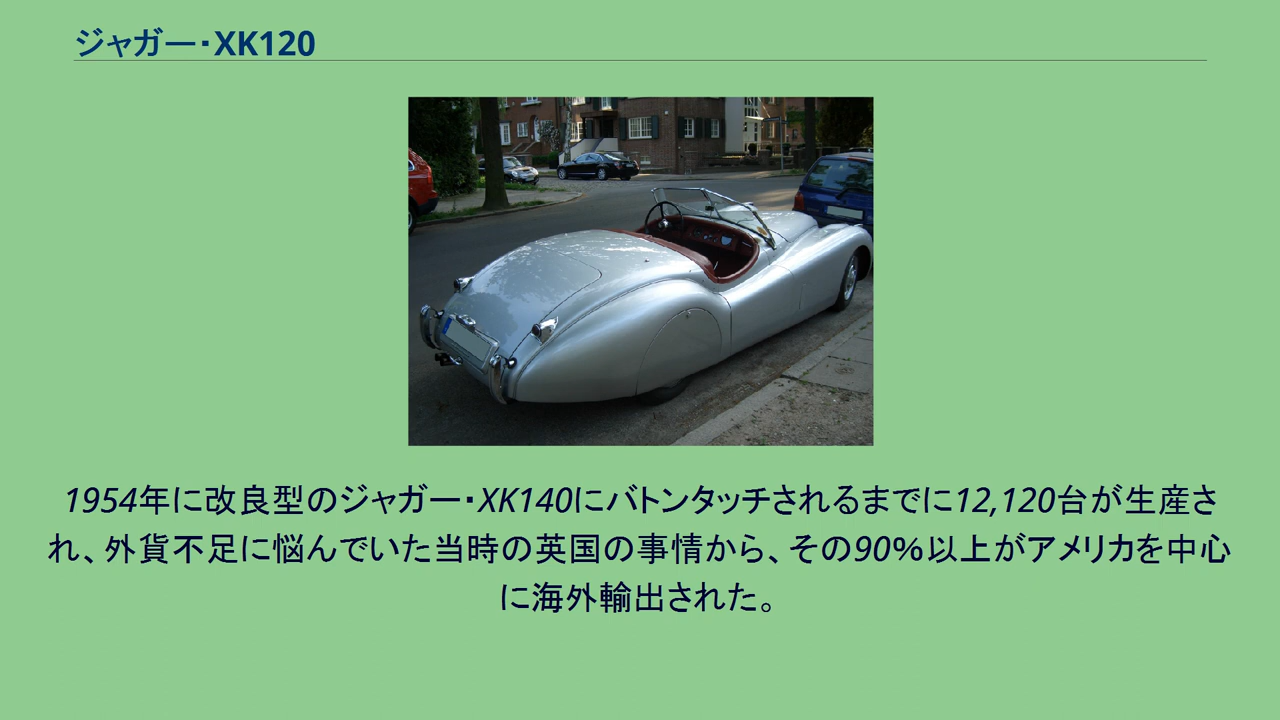 ジャガー・XK120
1954年に改良型のジャガー・XK140にバトンタッチされるまでに12,120台が生産さ
れ、外貨不足に悩んでいた当時の英国の事情から、その90%以上がアメリカを中心
に海外輸出された。